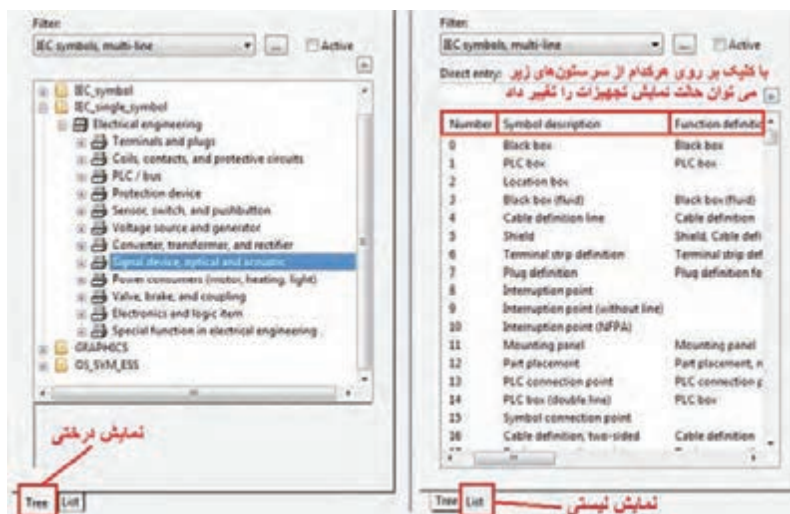 Filter:
IEC symbols, multi-line
...
Active
IEC_symbol
IEC_single_symbol
Electrical engineering
Terminals and plugs
Coils, contacts, and protective circuits
PLC / bus
Protection device
Sensor, switch, and pushbutton
Voltage source and generator
Converter, transformer, and rectifier
Signal device, optical and acoustic
Power consumers (motor, heating, light)
Valve, brake, and coupling
Electronics and logic item
Special function in electrical engineering
GRAPHICS
OS_SYM_ESS
نمایش درختی
Tree List
Filter:
IEC symbols, multi-line
...
Active
Direct entry:
با کلیک بر روی هرکدام از سر ستون‌های زیر
می توان حالت نمایش تجهیزات را تغییر داد
Number Symbol description Function definitio
0 Black box Black box
1 PLC box PLC box
2 Location box
3 Black box (fluid) Black box (fluid)
4 Cable definition line Cable definition
5 Shield Shield, Cable defi
6 Terminal strip definition Terminal strip def
7 Plug definition Plug definition fe
8 Interruption point
9 Interruption point (without line)
10 Interruption point (NFPA)
11 Mounting panel Mounting panel
12 Part placement Part placement, n
13 PLC connection point PLC connection p
14 PLC box (double line) PLC box
15 Symbol connection point
16 Cable definition, two-sided Cable definition
Tree List
نمایش لیستی